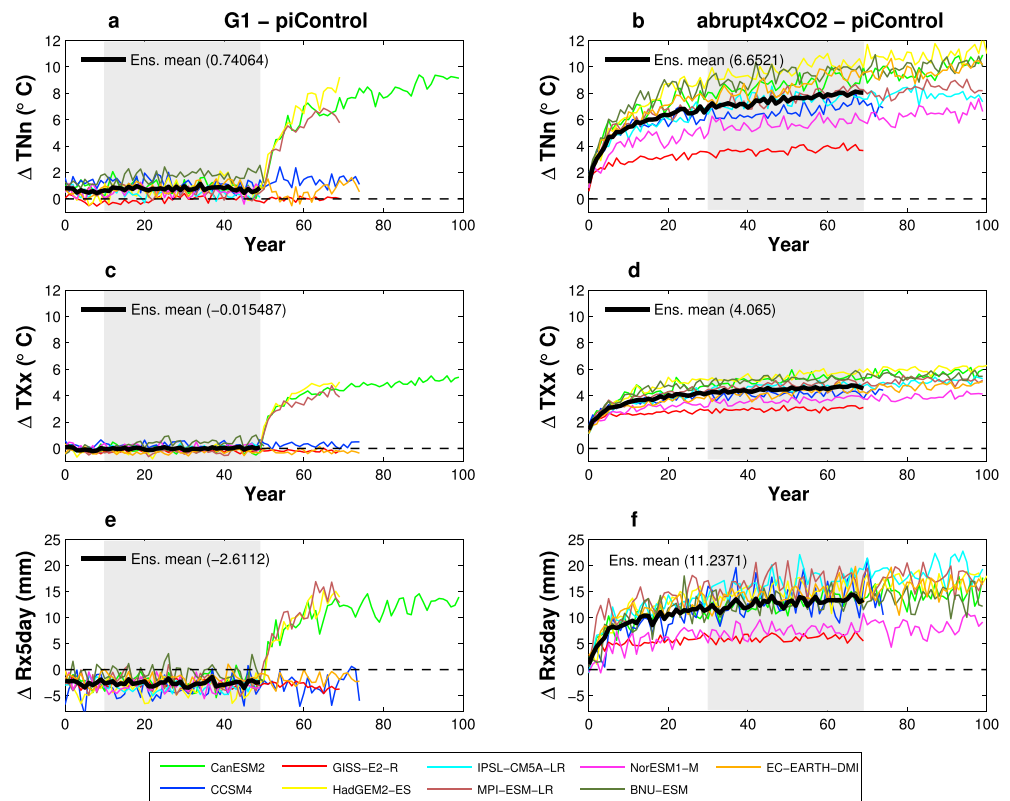 G1 − piControl
abrupt4xCO2 − piControl
a
b
Δ TNn (° C)
12
10
8
6
4
2
0
Ens. mean (0.74064)
0 20 40 60 80 100
Year
Δ TNn (° C)
12
10
8
6
4
2
0
Ens. mean (6.6521)
0 20 40 60 80 100
Year
c
d
Δ TXx (° C)
12
10
8
6
4
2
0
Ens. mean (−0.015487)
0 20 40 60 80 100
Year
Δ TXx (° C)
12
10
8
6
4
2
0
Ens. mean (4.065)
0 20 40 60 80 100
Year
e
f
Δ Rx5day (mm)
25
20
15
10
5
0
−5
Ens. mean (−2.6112)
0 20 40 60 80 100
Δ Rx5day (mm)
25
20
15
10
5
0
−5
Ens. mean (11.2371)
0 20 40 60 80 100
CanESM2 GISS−E2−R IPSL−CM5A−LR NorESM1−M EC−EARTH−DMI
CCSM4 HadGEM2−ES MPI−ESM−LR BNU−ESM